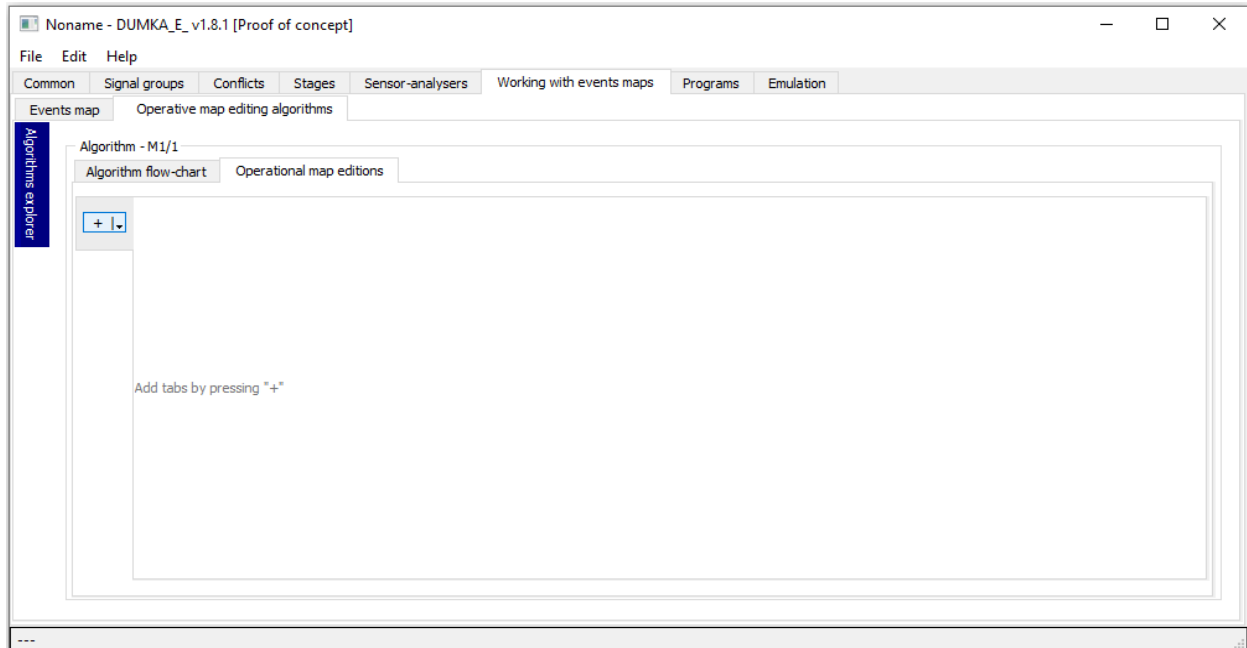 Noname - DUMKA_E_ v1.8.1 [Proof of concept]
File Edit Help
Common Signal groups Conflicts Stages Sensor-analysers Working with events maps Programs Emulation
Events map Operative map editing algorithms
Algorithms explorer
Algorithm - M1/1
Algorithm flow-chart Operational map editions
+
Add tabs by pressing "+"
---